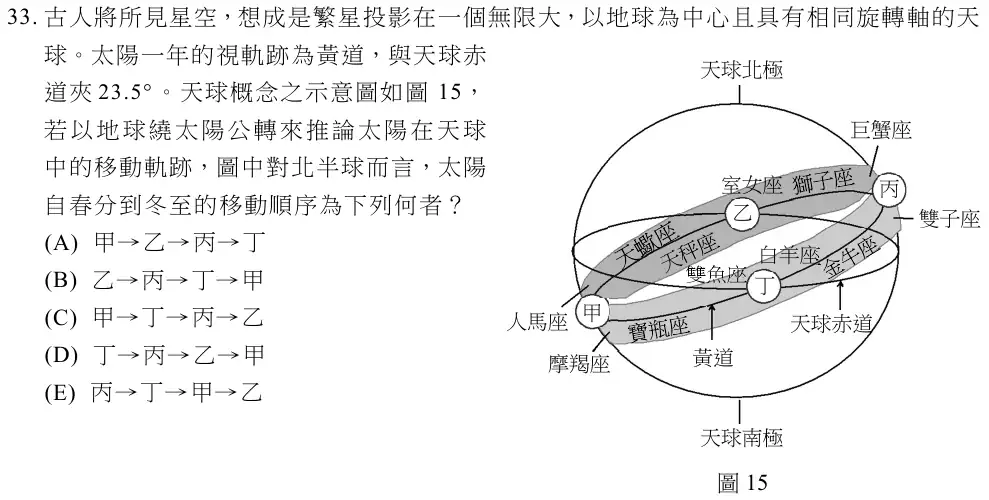 33. 古人將所見星空，想成是繁星投影在一個無限大，以地球為中心且具有相同旋轉軸的天
球。太陽一年的視軌跡為黃道，與天球赤
道夾23.5°。天球概念之示意圖如圖 15，
若以地球繞太陽公轉來推論太陽在天球
中的移動軌跡，圖中對北半球而言，太陽
自春分到冬至的移動順序為下列何者？
(A) 甲→乙→丙→丁
(B) 乙→丙→丁→甲
(C) 甲→丁→丙→乙
(D) 丁→丙→乙→甲
(E) 丙→丁→甲→乙
天球北極
巨蟹座
室女座 獅子座
丙
乙
雙子座
天蠍座
天秤座
白羊座
金牛座
雙魚座
丁
甲
人馬座
寶瓶座
天球赤道
摩羯座
黃道
天球南極
圖 15